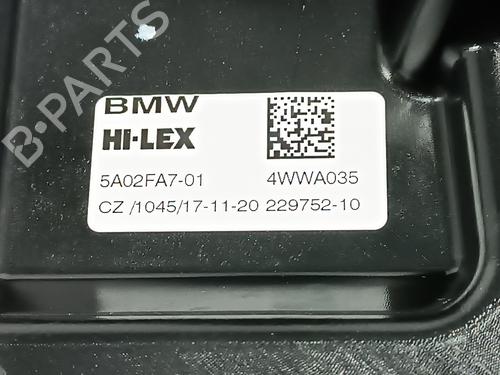 B-PARTS
BMW
HI-LEX
5A02FA7-01 4WWA035
CZ /1045/17-11-20 229752-10